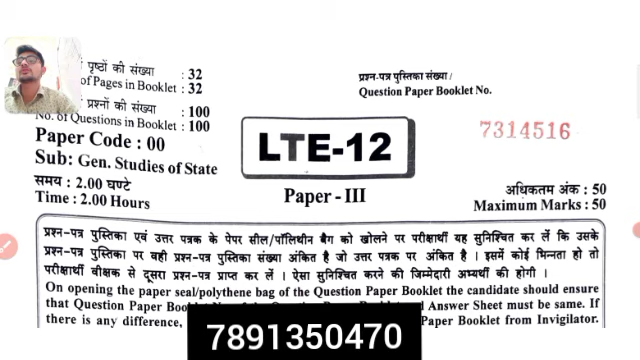 पृष्ठों की संख्या : 32
of Pages in Booklet : 32
प्रश्नों की संख्या : 100
No. of Questions in Booklet : 100
Paper Code : 00
Sub: Gen. Studies of State
समय : 2.00 घण्टे
Time : 2.00 Hours
LTE-12
Paper - III
प्रश्न-पत्र पुस्तिका संख्या /
Question Paper Booklet No.
7314516
अधिकतम अंक : 50
Maximum Marks : 50
प्रश्न-पत्र पुस्तिका एवं उत्तर पत्रक के पेपर सील/पॉलिथीन बैग को खोलने पर परीक्षार्थी यह सुनिश्चित कर लें कि उसके
प्रश्न-पत्र पुस्तिका पर वही प्रश्न-पत्र पुस्तिका संख्या अंकित है जो उत्तर पत्रक पर अंकित है । इसमें कोई भिन्नता हो तो
परीक्षार्थी वीक्षक से दूसरा प्रश्न-पत्र प्राप्त कर लें । ऐसा सुनिश्चित करने की जिम्मेदारी अभ्यर्थी की होगी ।
On opening the paper seal/polythene bag of the Question Paper Booklet the candidate should ensure
that Question Paper Answer Sheet must be same. If
there is any difference, Paper Booklet from Invigilator.
7891350470